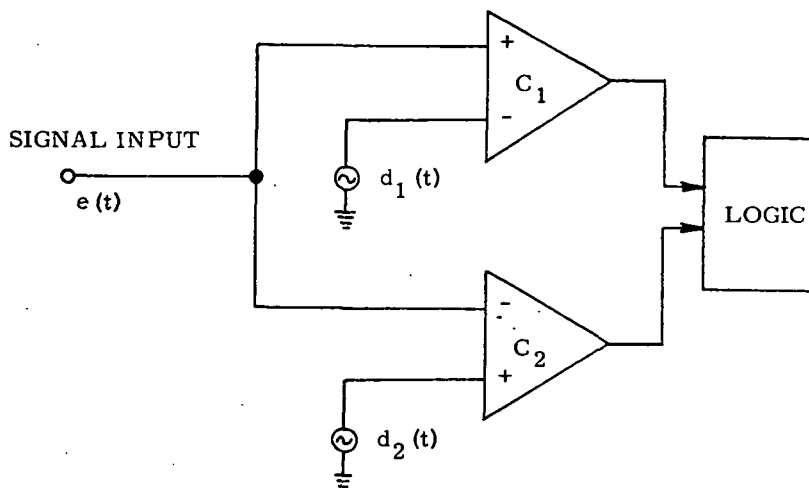 SIGNAL INPUT
e (t)
+
C1
-
d1 (t)
LOGIC
-
C2
+
d2 (t)